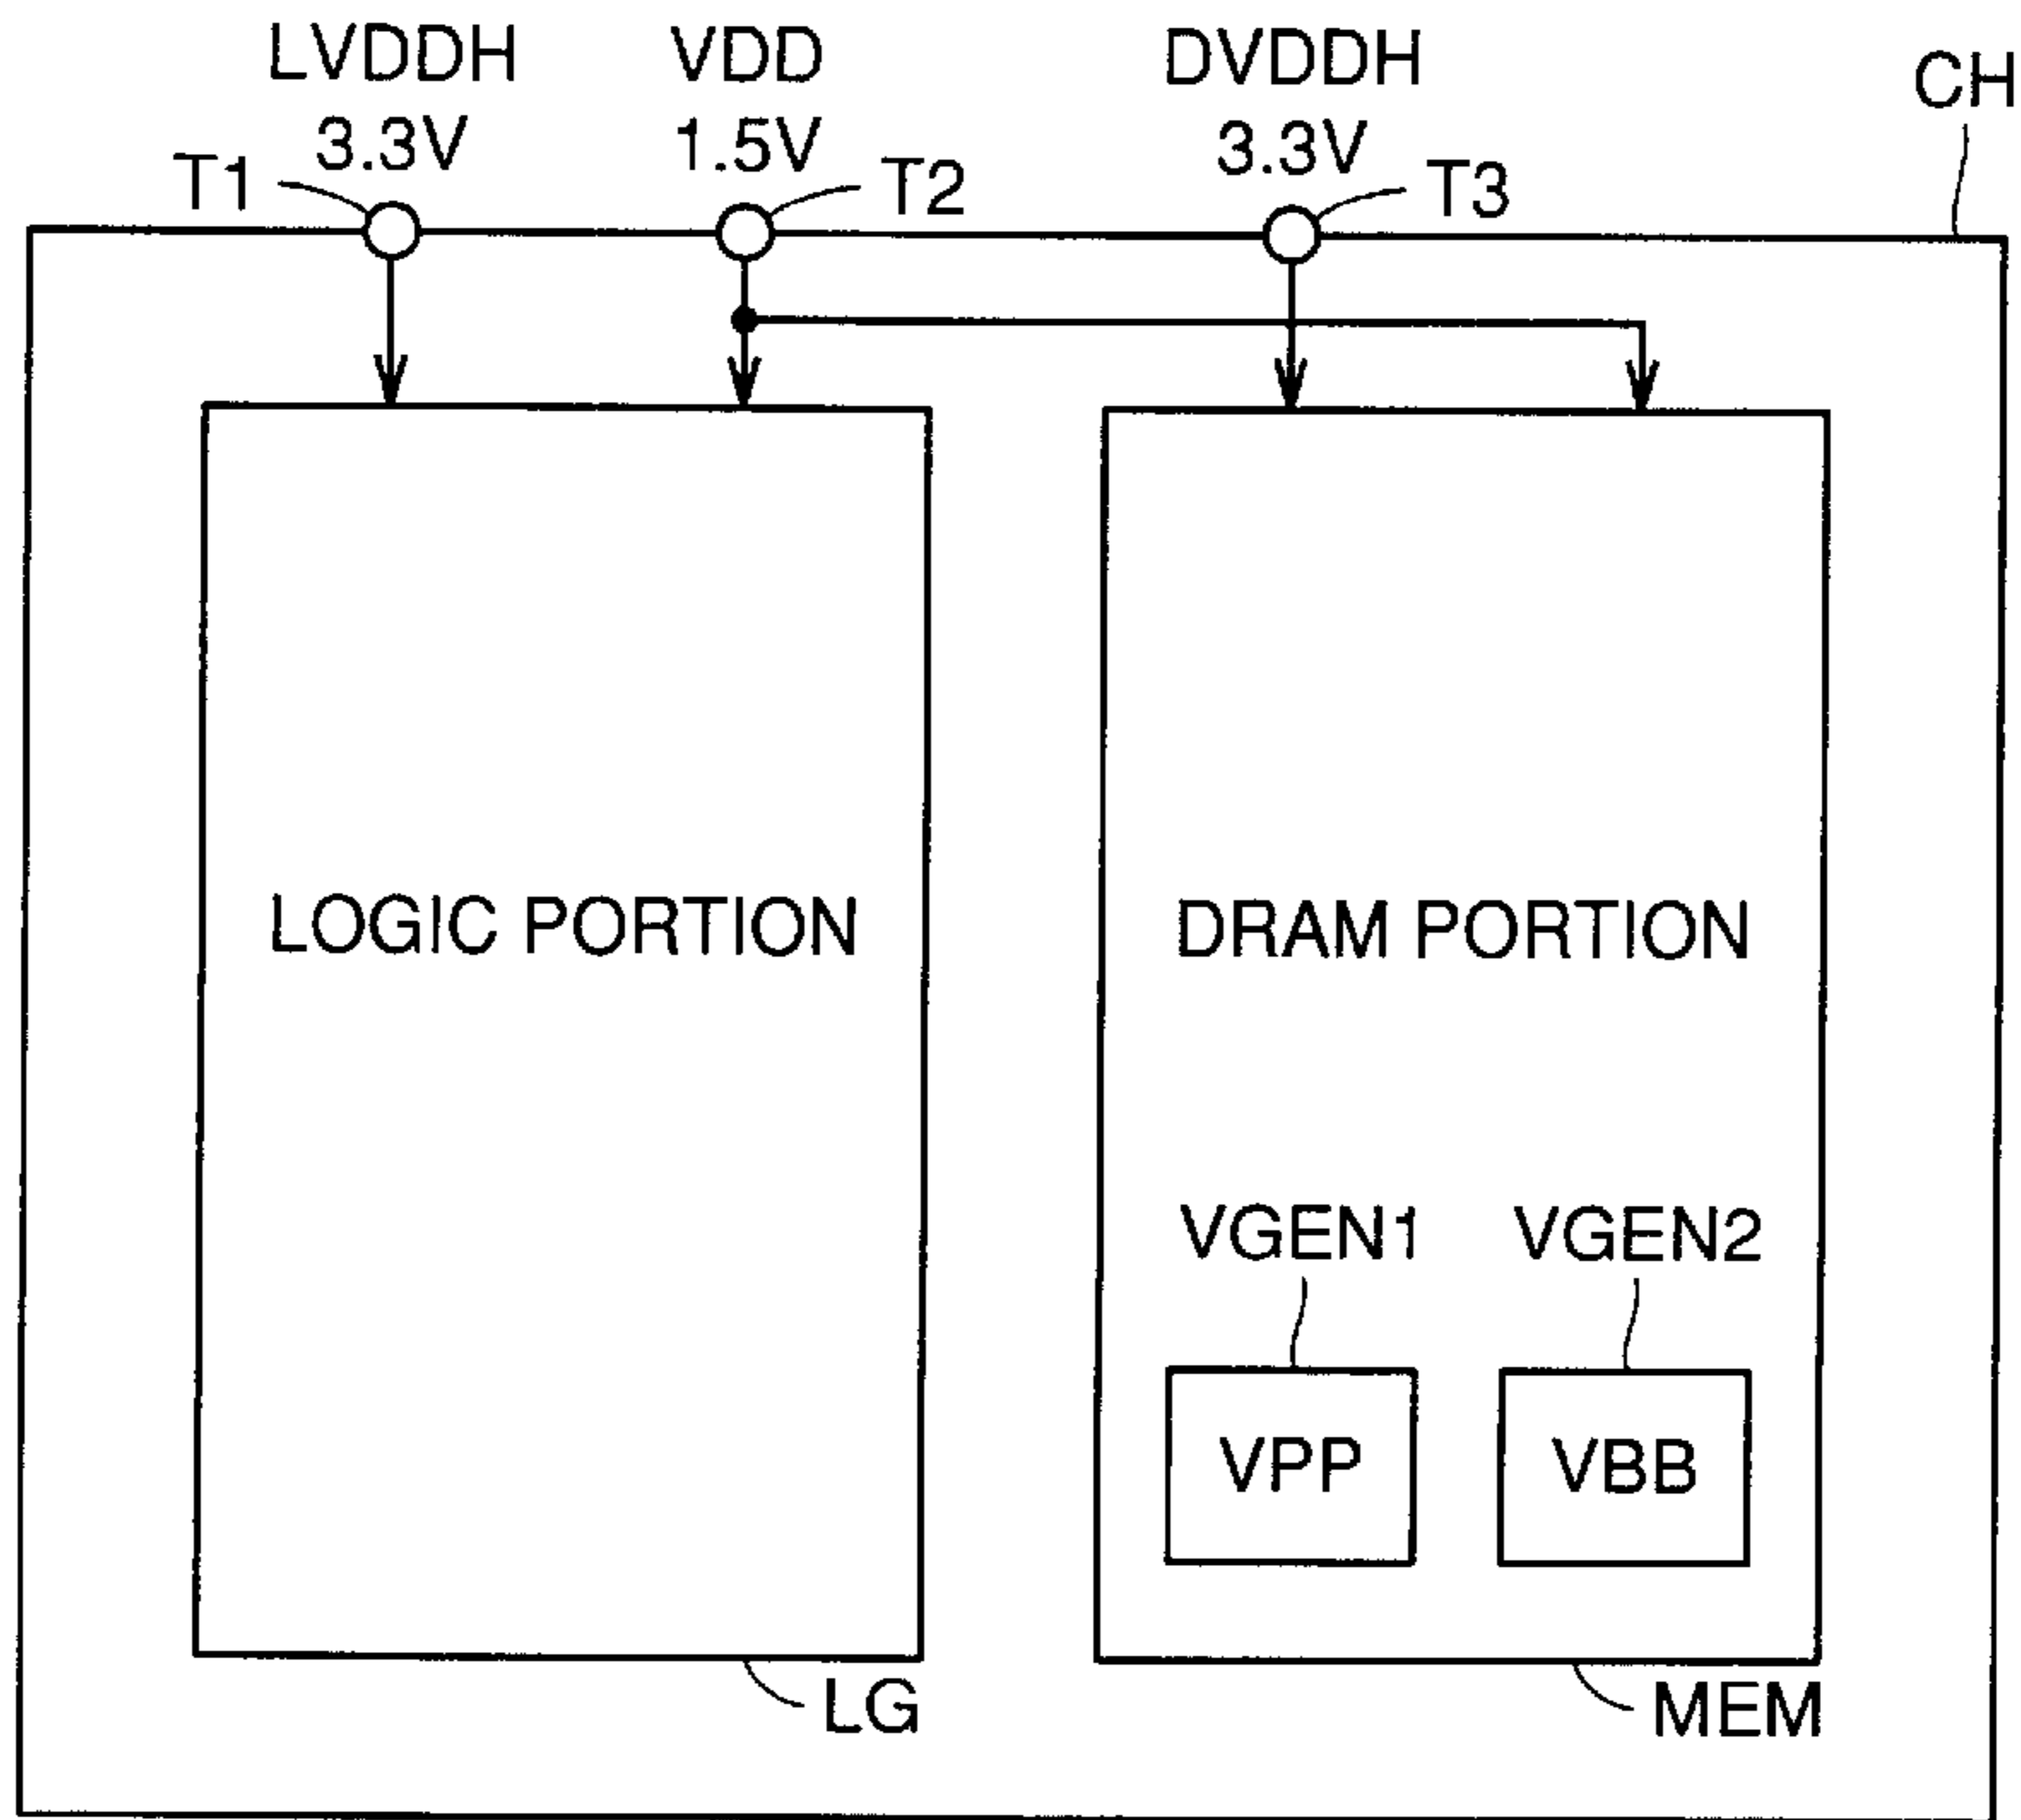 LVDDH VDD DVDDH CH
3.3V 1.5V 3.3V
T1 T2 T3
LOGIC PORTION DRAM PORTION
VGEN1 VGEN2
VPP VBB
LG MEM